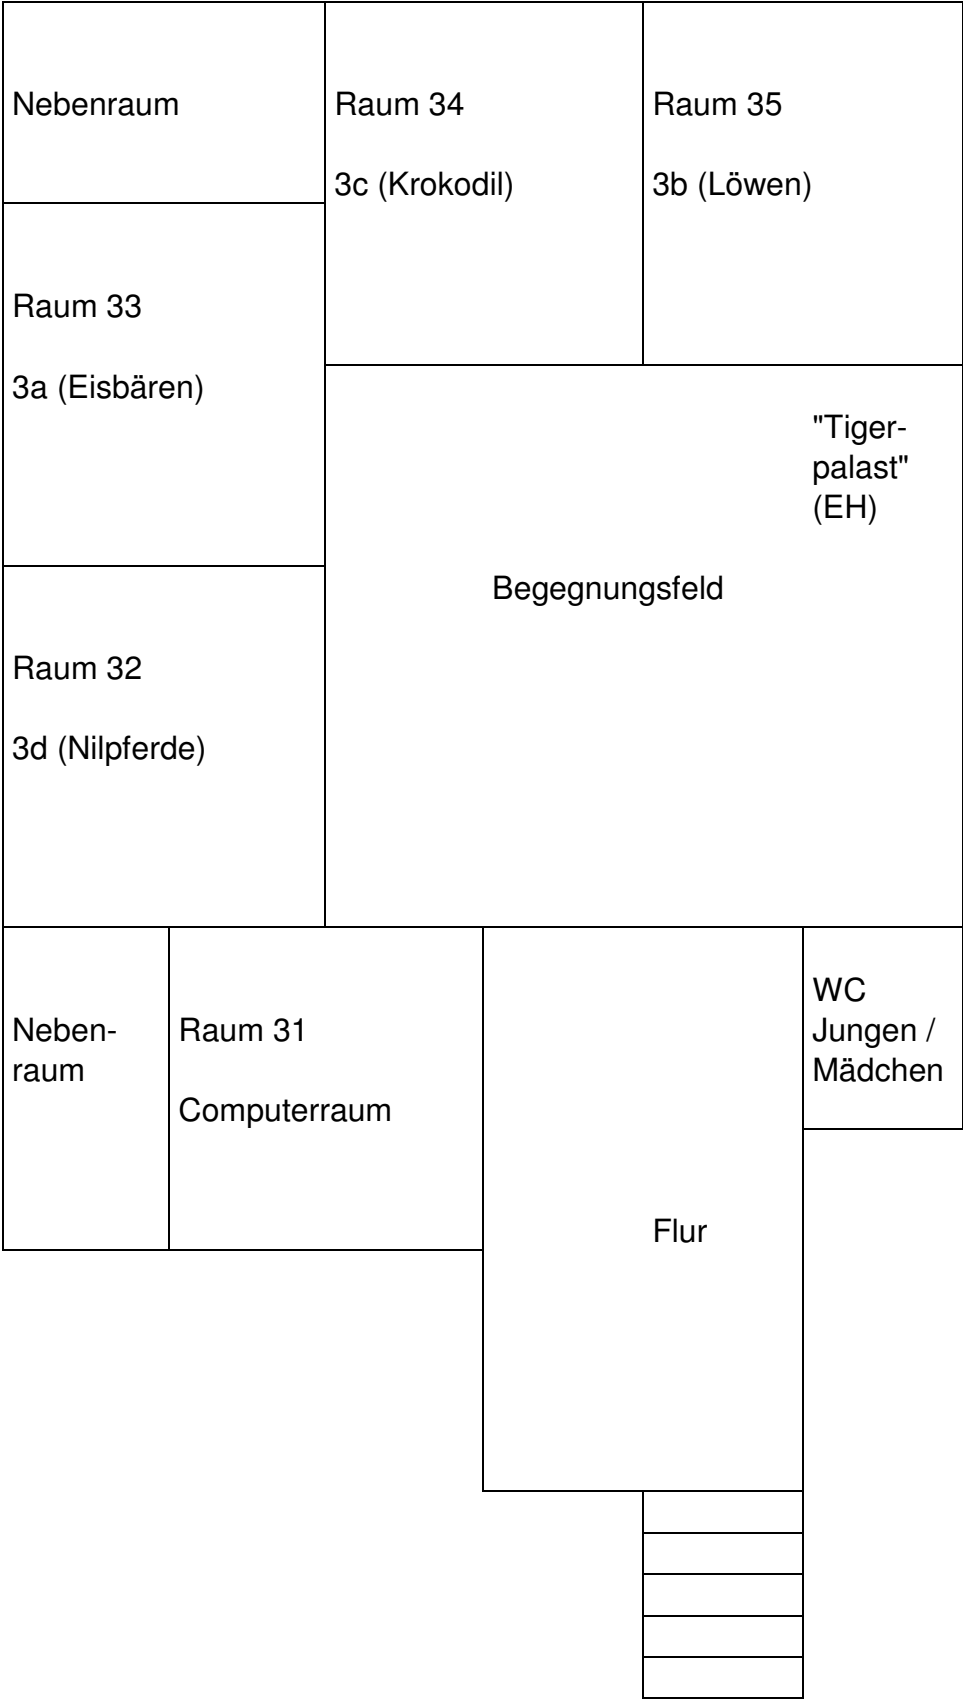 Nebenraum
Raum 34
3c (Krokodil)
Raum 35
3b (Löwen)
Raum 33
3a (Eisbären)
"Tiger-
palast"
(EH)
Begegnungsfeld
Raum 32
3d (Nilpferde)
Neben-
raum
Raum 31
Computerraum
WC
Jungen /
Mädchen
Flur